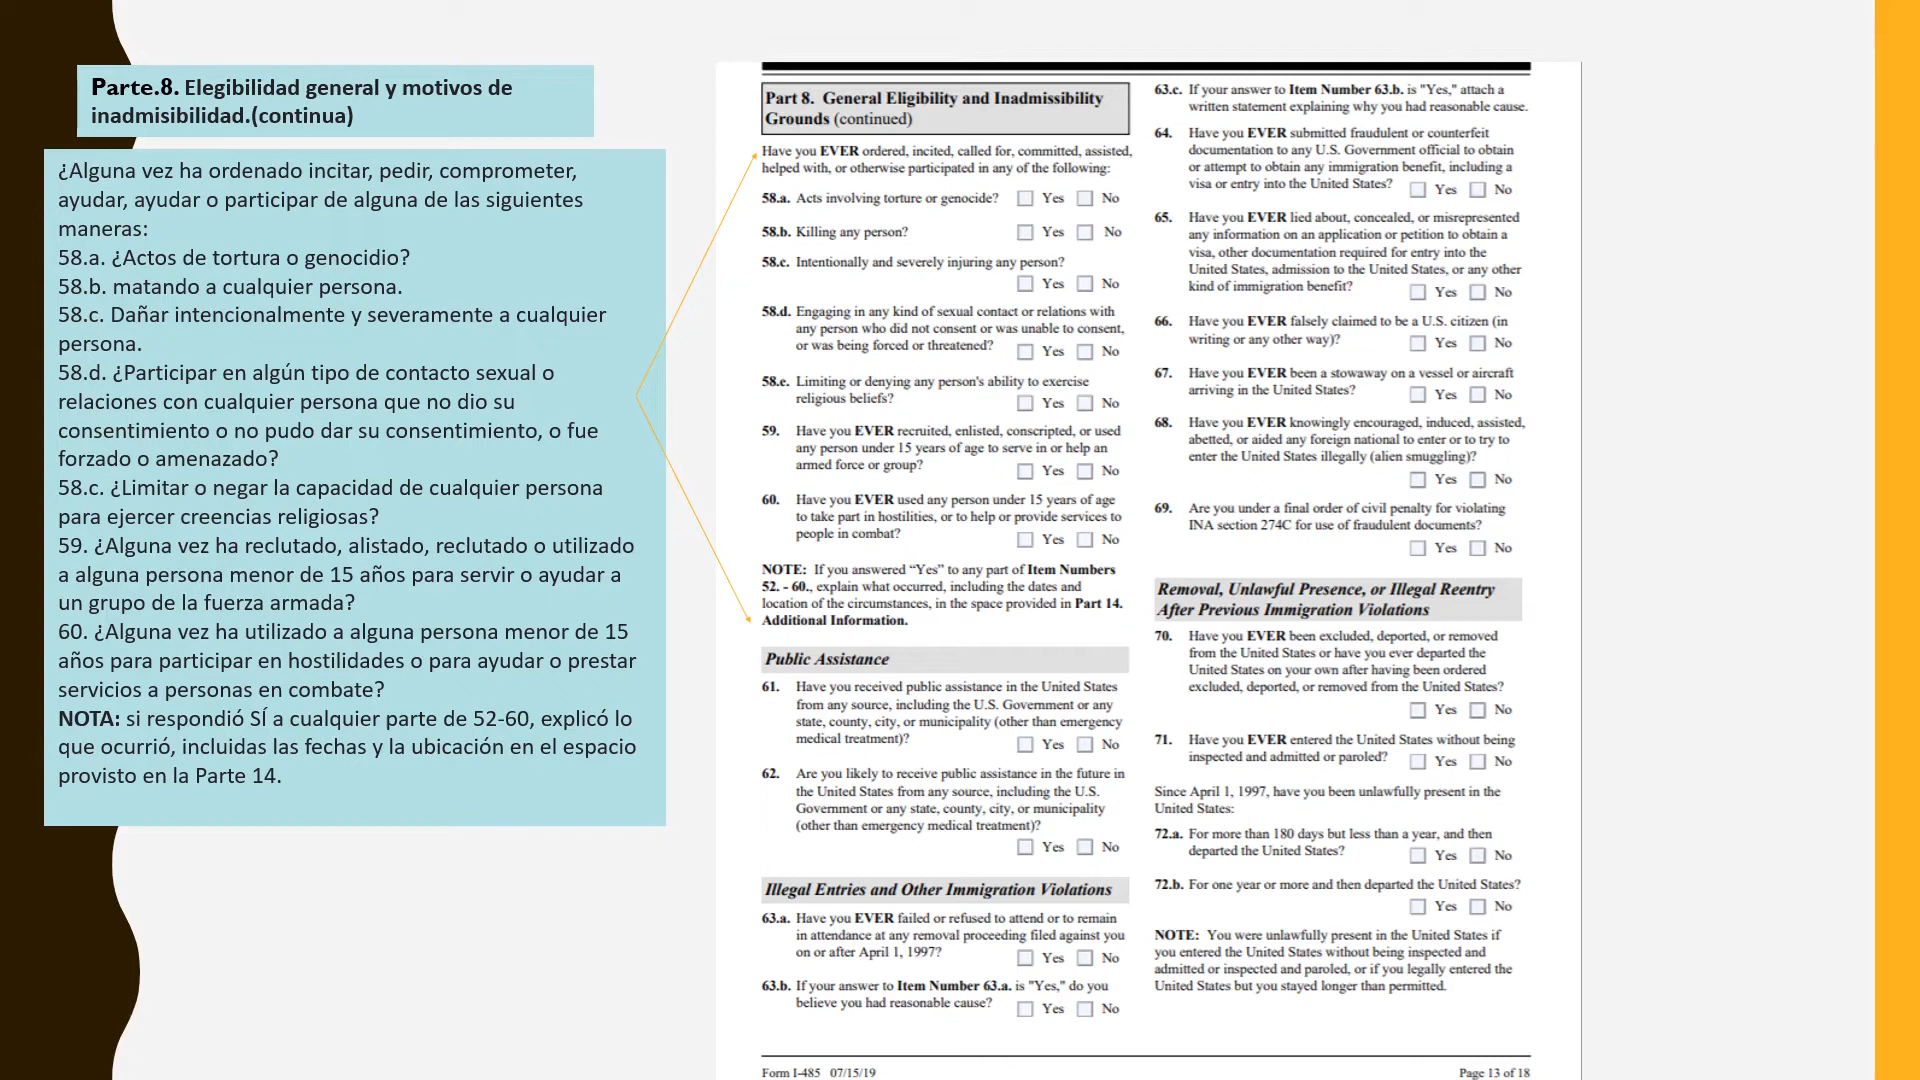 Parte.8. Elegibilidad general y motivos de
inadmisibilidad.(continua)
¿Alguna vez ha ordenado incitar, pedir, comprometer,
ayudar, ayudar o participar de alguna de las siguientes
maneras:
58.a. ¿Actos de tortura o genocidio?
58.b. matando a cualquier persona.
58.c. Dañar intencionalmente y severamente a cualquier
persona.
58.d. ¿Participar en algún tipo de contacto sexual o
relaciones con cualquier persona que no dio su
consentimiento o no pudo dar su consentimiento, o fue
forzado o amenazado?
58.c. ¿Limitar o negar la capacidad de cualquier persona
para ejercer creencias religiosas?
59. ¿Alguna vez ha reclutado, alistado, reclutado o utilizado
a alguna persona menor de 15 años para servir o ayudar a
un grupo de la fuerza armada?
60. ¿Alguna vez ha utilizado a alguna persona menor de 15
años para participar en hostilidades o para ayudar o prestar
servicios a personas en combate?
NOTA: si respondió SÍ a cualquier parte de 52-60, explicó lo
que ocurrió, incluidas las fechas y la ubicación en el espacio
provisto en la Parte 14.
Part 8. General Eligibility and Inadmissibility
Grounds (continued)
Have you EVER ordered, incited, called for, committed, assisted,
helped with, or otherwise participated in any of the following:
58.a. Acts involving torture or genocide? Yes No
58.b. Killing any person? Yes No
58.c. Intentionally and severely injuring any person?
Yes No
58.d. Engaging in any kind of sexual contact or relations with
any person who did not consent or was unable to consent,
or was being forced or threatened? Yes No
58.e. Limiting or denying any person's ability to exercise
religious beliefs? Yes No
59. Have you EVER recruited, enlisted, conscripted, or used
any person under 15 years of age to serve in or help an
armed force or group? Yes No
60. Have you EVER used any person under 15 years of age
to take part in hostilities, or to help or provide services to
people in combat? Yes No
NOTE: If you answered “Yes” to any part of Item Numbers
52. - 60., explain what occurred, including the dates and
location of the circumstances, in the space provided in Part 14.
Additional Information.
Public Assistance
61. Have you received public assistance in the United States
from any source, including the U.S. Government or any
state, county, city, or municipality (other than emergency
medical treatment)? Yes No
62. Are you likely to receive public assistance in the future in
the United States from any source, including the U.S.
Government or any state, county, city, or municipality
(other than emergency medical treatment)?
Yes No
Illegal Entries and Other Immigration Violations
63.a. Have you EVER failed or refused to attend or to remain
in attendance at any removal proceeding filed against you
on or after April 1, 1997? Yes No
63.b. If your answer to Item Number 63.a. is "Yes," do you
believe you had reasonable cause? Yes No
63.c. If your answer to Item Number 63.b. is "Yes," attach a
written statement explaining why you had reasonable cause.
64. Have you EVER submitted fraudulent or counterfeit
documentation to any U.S. Government official to obtain
or attempt to obtain any immigration benefit, including a
visa or entry into the United States? Yes No
65. Have you EVER lied about, concealed, or misrepresented
any information on an application or petition to obtain a
visa, other documentation required for entry into the
United States, admission to the United States, or any other
kind of immigration benefit? Yes No
66. Have you EVER falsely claimed to be a U.S. citizen (in
writing or any other way)? Yes No
67. Have you EVER been a stowaway on a vessel or aircraft
arriving in the United States? Yes No
68. Have you EVER knowingly encouraged, induced, assisted,
abetted, or aided any foreign national to enter or to try to
enter the United States illegally (alien smuggling)?
Yes No
69. Are you under a final order of civil penalty for violating
INA section 274C for use of fraudulent documents?
Yes No
Removal, Unlawful Presence, or Illegal Reentry
After Previous Immigration Violations
70. Have you EVER been excluded, deported, or removed
from the United States or have you ever departed the
United States on your own after having been ordered
excluded, deported, or removed from the United States?
Yes No
71. Have you EVER entered the United States without being
inspected and admitted or paroled? Yes No
Since April 1, 1997, have you been unlawfully present in the
United States:
72.a. For more than 180 days but less than a year, and then
departed the United States? Yes No
72.b. For one year or more and then departed the United States?
Yes No
NOTE: You were unlawfully present in the United States if
you entered the United States without being inspected and
admitted or inspected and paroled, or if you legally entered the
United States but you stayed longer than permitted.
Form I-485 07/15/19 Page 13 of 18